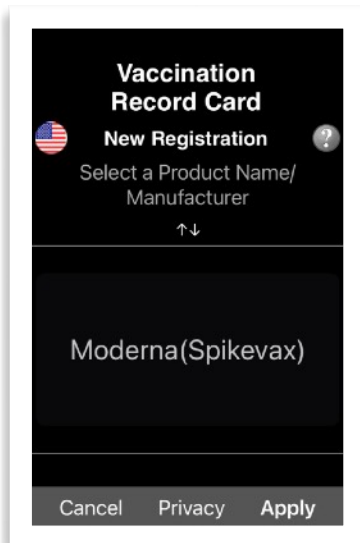 Vaccination
Record Card
New Registration
?
Select a Product Name/
Manufacturer
↑↓
Moderna(Spikevax)
Cancel Privacy Apply